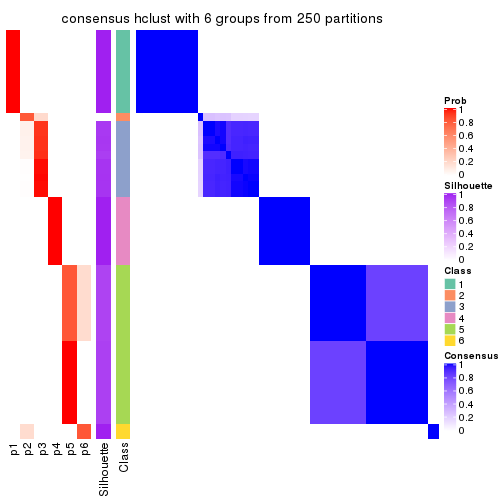 consensus hclust with 6 groups from 250 partitions
Prob
1
0.8
0.6
0.4
0.2
0
Silhouette
1
0.8
0.6
0.4
0.2
0
Class
1
2
3
4
5
6
Consensus
1
0.8
0.6
0.4
0.2
0
p1
p2
p3
p4
p5
p6
Silhouette
Class